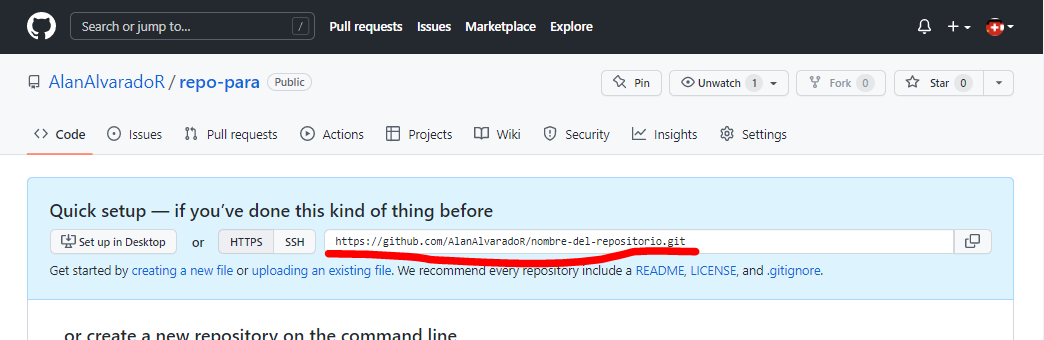 Search or jump to... / Pull requests Issues Marketplace Explore
AlanAlvaradoR / repo-para Public Pin Unwatch 1 Fork 0 Star 0
Code Issues Pull requests Actions Projects Wiki Security Insights Settings
Quick setup — if you've done this kind of thing before
Set up in Desktop or HTTPS SSH https://github.com/AlanAlvaradoR/nombre-del-repositorio.git
Get started by creating a new file or uploading an existing file. We recommend every repository include a README, LICENSE, and .gitignore.
or create a new repository on the command line